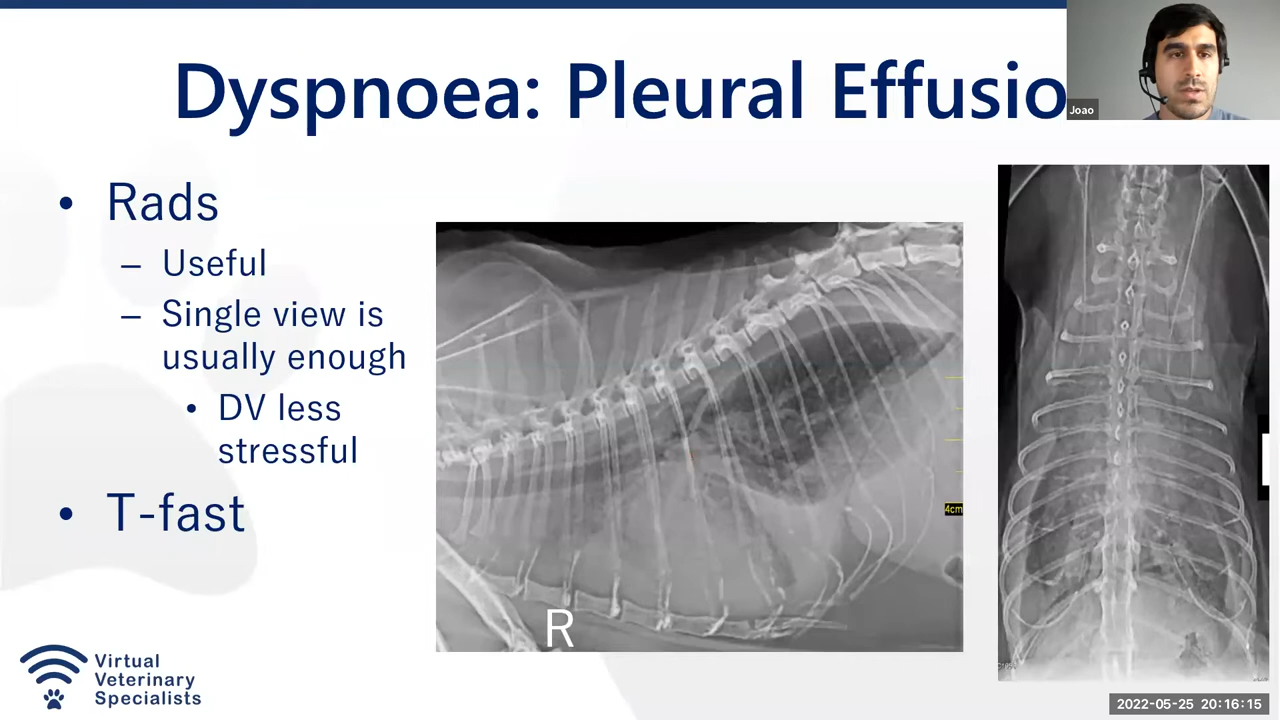 Dyspnoea: Pleural Effusio
Joao
• Rads
– Useful
– Single view is
usually enough
• DV less
stressful
• T-fast
4cm
R
Virtual
Veterinary
Specialists
2022-05-25 20:16:15